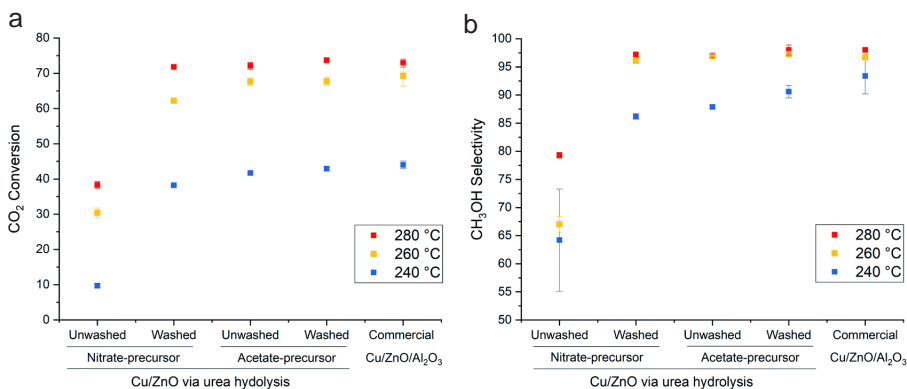 a
80
70
60
50
40
30
20
10
0
CO₂ Conversion
280 °C
260 °C
240 °C
Unwashed Washed Unwashed Washed Commercial
Nitrate-precursor Acetate-precursor Cu/ZnO/Al₂O₃
Cu/ZnO via urea hydolysis
b
100
95
90
85
80
75
70
65
60
55
50
CH₃OH Selectivity
280 °C
260 °C
240 °C
Unwashed Washed Unwashed Washed Commercial
Nitrate-precursor Acetate-precursor Cu/ZnO/Al₂O₃
Cu/ZnO via urea hydolysis